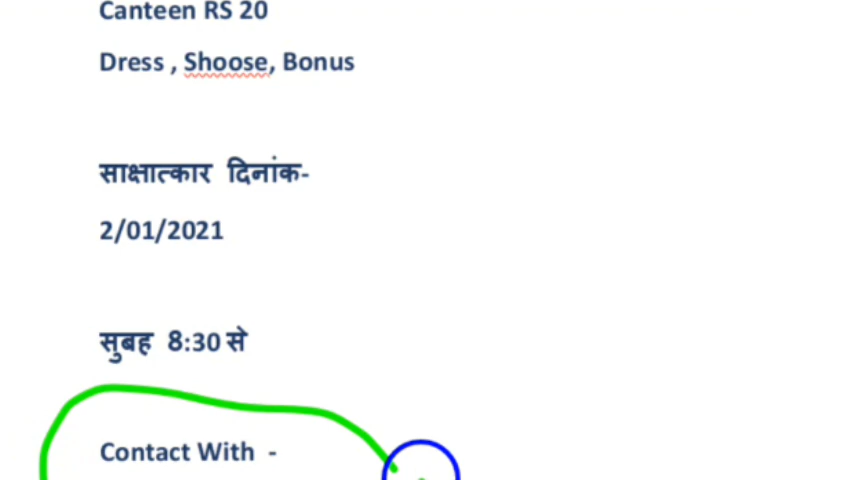 Canteen RS 20
Dress , Shoose, Bonus
साक्षात्कार दिनांक-
2/01/2021
सुबह 8:30 से
Contact With -